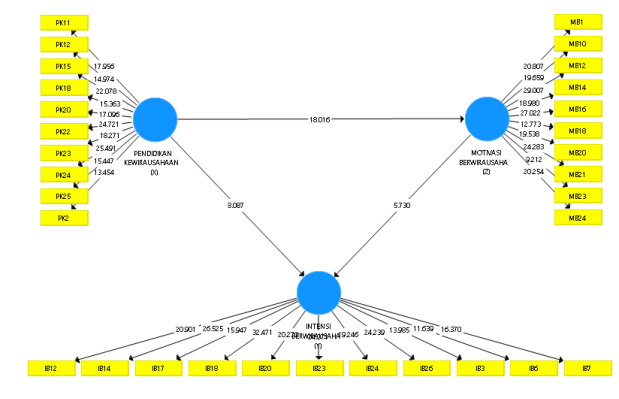 PK11
PK12
PK15
PK18
PK20
PK22
PK23
PK24
PK25
PK2
17.956
14.974
22.078
15.363
17.096
24.721
18.271
25.491
15.447
13.454
PENDIDIKAN
KEWIRAUSAHAAN
(X)
18.016
MB1
MB10
MB12
MB14
MB16
MB18
MB20
MB21
MB23
MB24
20.807
19.659
29.007
18.980
27.022
12.773
19.538
24.283
9.212
20.254
MOTIVASI
BERWIRAUSAHA
(Z)
8.087
5.730
INTENSI
BERWIRAUSAHA
(Y)
20.901
26.525
15.947
32.471
24.239
13.985
11.639
16.370
IB12
IB14
IB17
IB18
IB20
IB23
IB24
IB26
IB3
IB6
IB7